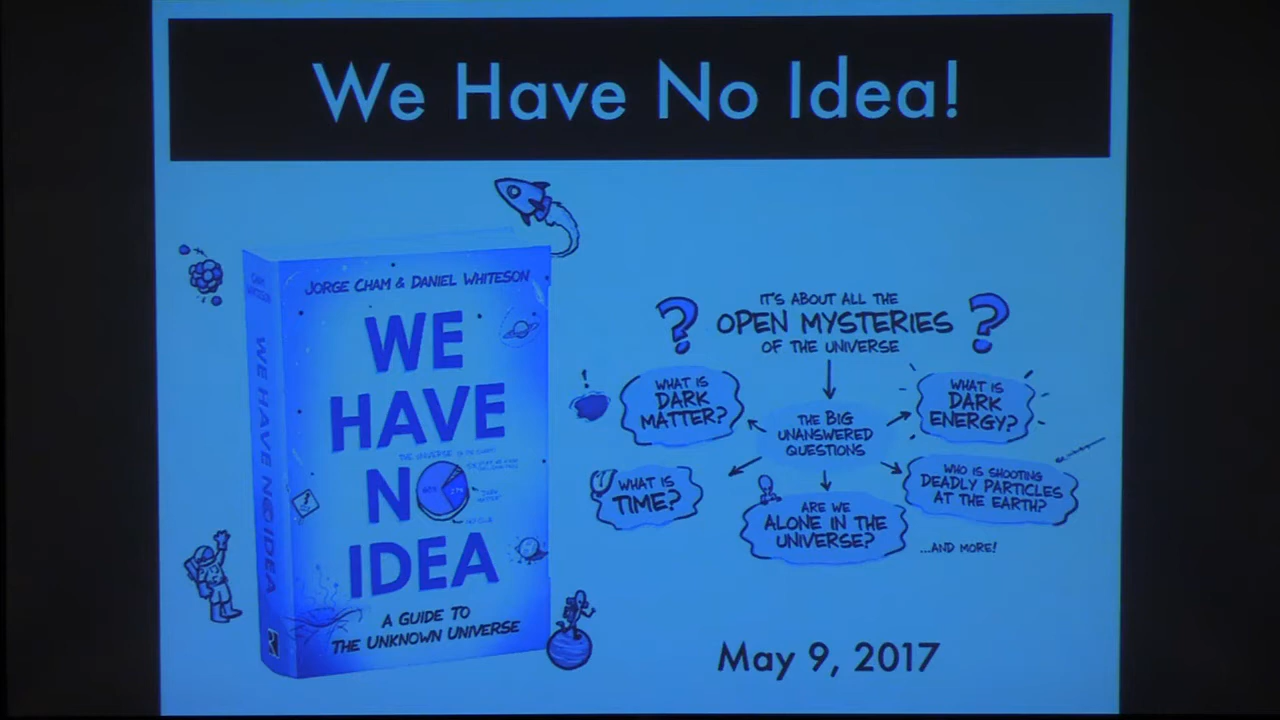 We Have No Idea!
JORGE CHAM & DANIEL WHITESON
WE
HAVE
NO
IDEA
A GUIDE TO
THE UNKNOWN UNIVERSE
WE HAVE NO IDEA
IT'S ABOUT ALL THE
OPEN MYSTERIES
OF THE UNIVERSE
WHAT IS
DARK
MATTER?
THE BIG
UNANSWERED
QUESTIONS
WHAT IS
DARK
ENERGY?
WHAT IS
TIME?
ARE WE
ALONE IN THE
UNIVERSE?
WHO IS SHOOTING
DEADLY PARTICLES
AT THE EARTH?
...AND MORE!
May 9, 2017